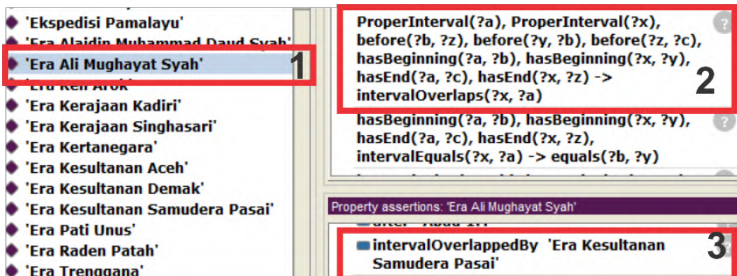 'Ekspedisi Pamalayu'
'Era Alaidin Muhammad Daud Syah'
'Era Ali Mughayat Syah'
1
'Era Ken Arok'
'Era Kerajaan Kadiri'
'Era Kerajaan Singhasari'
'Era Kertanegara'
'Era Kesultanan Aceh'
'Era Kesultanan Demak'
'Era Kesultanan Samudera Pasai'
'Era Pati Unus'
'Era Raden Patah'
'Era Trenggana'
ProperInterval(?a), ProperInterval(?x),
before(?b, ?z), before(?y, ?b), before(?z, ?c),
hasBeginning(?a, ?b), hasBeginning(?x, ?y),
hasEnd(?a, ?c), hasEnd(?x, ?z) ->
intervalOverlaps(?x, ?a)
2
hasBeginning(?a, ?b), hasBeginning(?x, ?y),
hasEnd(?a, ?c), hasEnd(?x, ?z),
intervalEquals(?x, ?a) -> equals(?b, ?y)
Property assertions: 'Era Ali Mughayat Syah'
intervalOverlappedBy 'Era Kesultanan
Samudera Pasai'
3